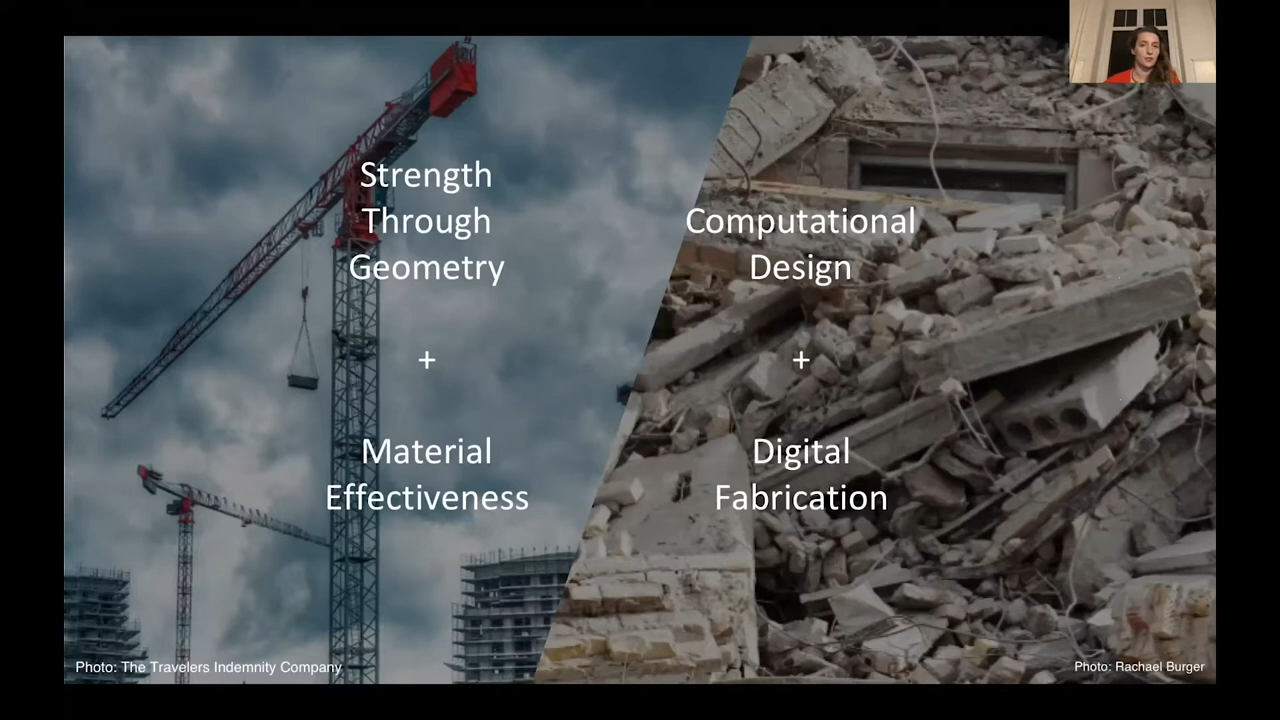 Strength
Through
Geometry
+
Material
Effectiveness
Computational
Design
+
Digital
Fabrication
Photo: The Travelers Indemnity Company
Photo: Rachael Burger